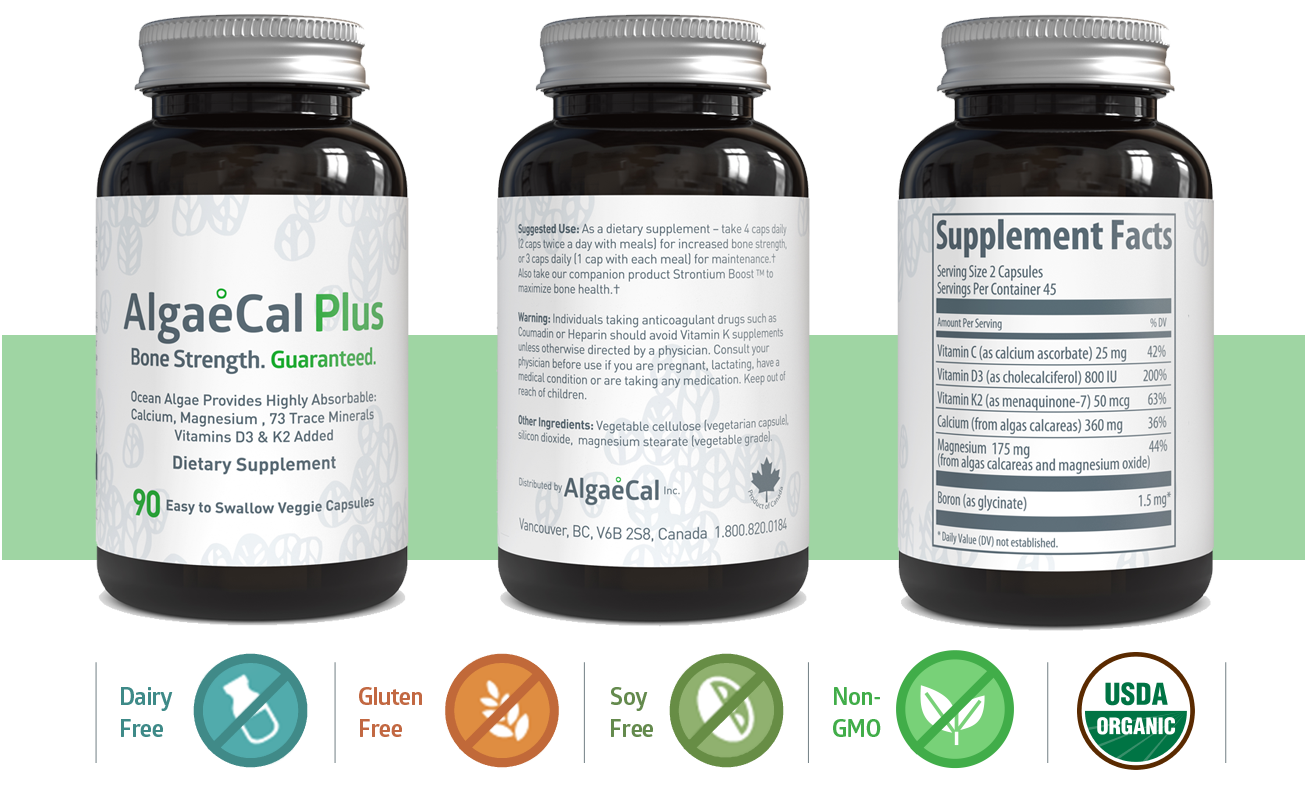 AlgaeCal Plus
Bone Strength. Guaranteed.
Ocean Algae Provides Highly Absorbable:
Calcium, Magnesium , 73 Trace Minerals
Vitamins D3 & K2 Added
Dietary Supplement
90 Easy to Swallow Veggie Capsules
Suggested Use: As a dietary supplement – take 4 caps daily
(2 caps twice a day with meals) for increased bone strength,
or 3 caps daily (1 cap with each meal) for maintenance.†
Also take our companion product Strontium Boost ™ to
maximize bone health.†
Warning: Individuals taking anticoagulant drugs such as
Coumadin or Heparin should avoid Vitamin K supplements
unless otherwise directed by a physician. Consult your
physician before use if you are pregnant, lactating, have a
medical condition or are taking any medication. Keep out of
reach of children.
Other Ingredients: Vegetable cellulose (vegetarian capsule),
silicon dioxide, magnesium stearate (vegetable grade).
Distributed by AlgaeCal Inc.
Product of Canada
Vancouver, BC, V6B 2S8, Canada 1.800.820.0184
Supplement Facts
Serving Size 2 Capsules
Servings Per Container 45
Amount Per Serving % DV
Vitamin C (as calcium ascorbate) 25 mg 42%
Vitamin D3 (as cholecalciferol) 800 IU 200%
Vitamin K2 (as menaquinone-7) 50 mcg 63%
Calcium (from algas calcareas) 360 mg 36%
Magnesium 175 mg 44%
(from algas calcareas and magnesium oxide)
Boron (as glycinate) 1.5 mg*
* Daily Value (DV) not established.
Dairy
Free
Gluten
Free
Soy
Free
Non-
GMO
USDA
ORGANIC